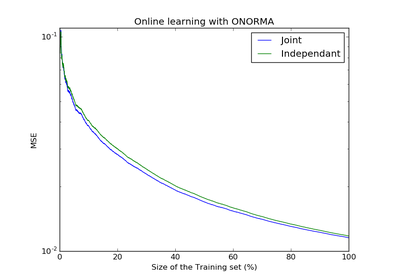 Online learning with ONORMA
10^-1
Joint
Independant
MSE
10^-2
0 20 40 60 80 100
Size of the Training set (%)